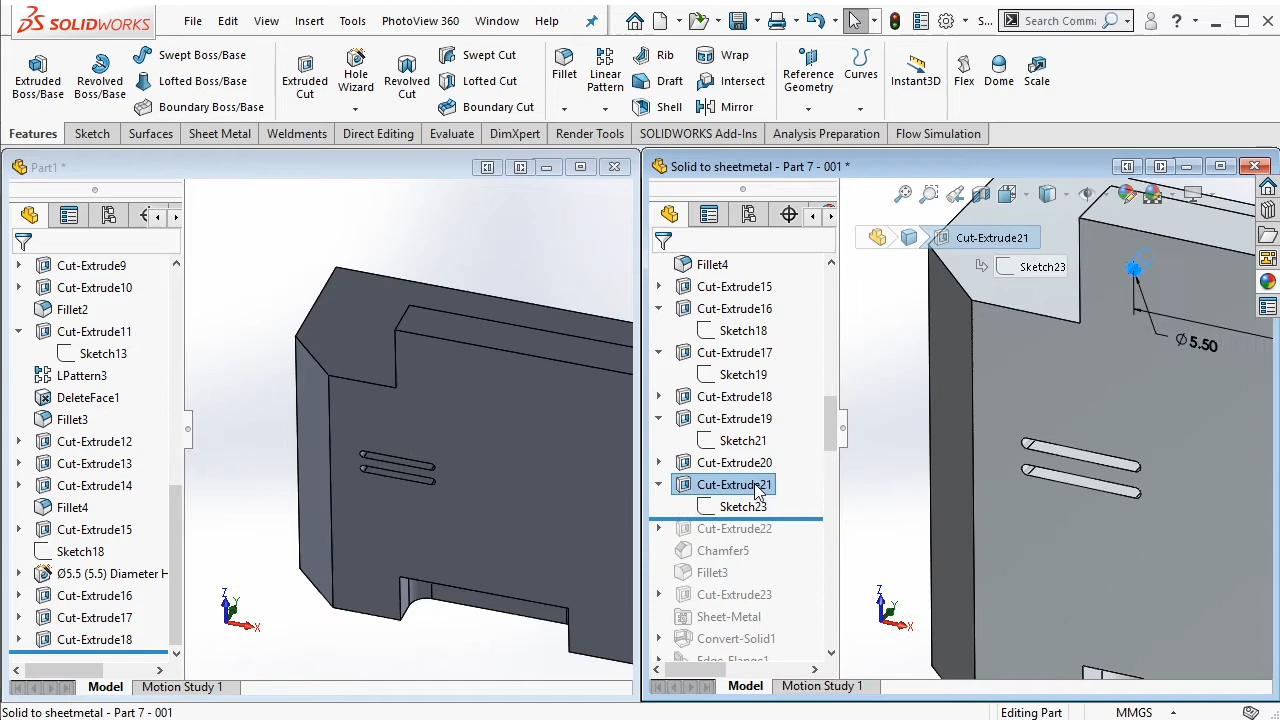 SOLIDWORKS File Edit View Insert Tools PhotoView 360 Window Help S... Search Comma ?
Extruded Boss/Base
Revolved Boss/Base
Swept Boss/Base
Lofted Boss/Base
Boundary Boss/Base
Extruded Cut
Hole Wizard
Revolved Cut
Swept Cut
Lofted Cut
Boundary Cut
Fillet
Linear Pattern
Rib
Draft
Shell
Wrap
Intersect
Mirror
Reference Geometry
Curves
Instant3D
Flex
Dome
Scale
Features Sketch Surfaces Sheet Metal Weldments Direct Editing Evaluate DimXpert Render Tools SOLIDWORKS Add-Ins Analysis Preparation Flow Simulation
Part1 *
Cut-Extrude9
Cut-Extrude10
Fillet2
Cut-Extrude11
Sketch13
LPattern3
DeleteFace1
Fillet3
Cut-Extrude12
Cut-Extrude13
Cut-Extrude14
Fillet4
Cut-Extrude15
Sketch18
Ø5.5 (5.5) Diameter H
Cut-Extrude16
Cut-Extrude17
Cut-Extrude18
Z
Y
X
Model Motion Study 1
Solid to sheetmetal - Part 7 - 001 *
Fillet4
Cut-Extrude15
Cut-Extrude16
Sketch18
Cut-Extrude17
Sketch19
Cut-Extrude18
Cut-Extrude19
Sketch21
Cut-Extrude20
Cut-Extrude21
Sketch23
Cut-Extrude22
Chamfer5
Fillet3
Cut-Extrude23
Sheet-Metal
Convert-Solid1
Edge-Flange1
Cut-Extrude21
Sketch23
Ø5.50
Z
Y
X
Model Motion Study 1
Solid to sheetmetal - Part 7 - 001 Editing Part MMGS